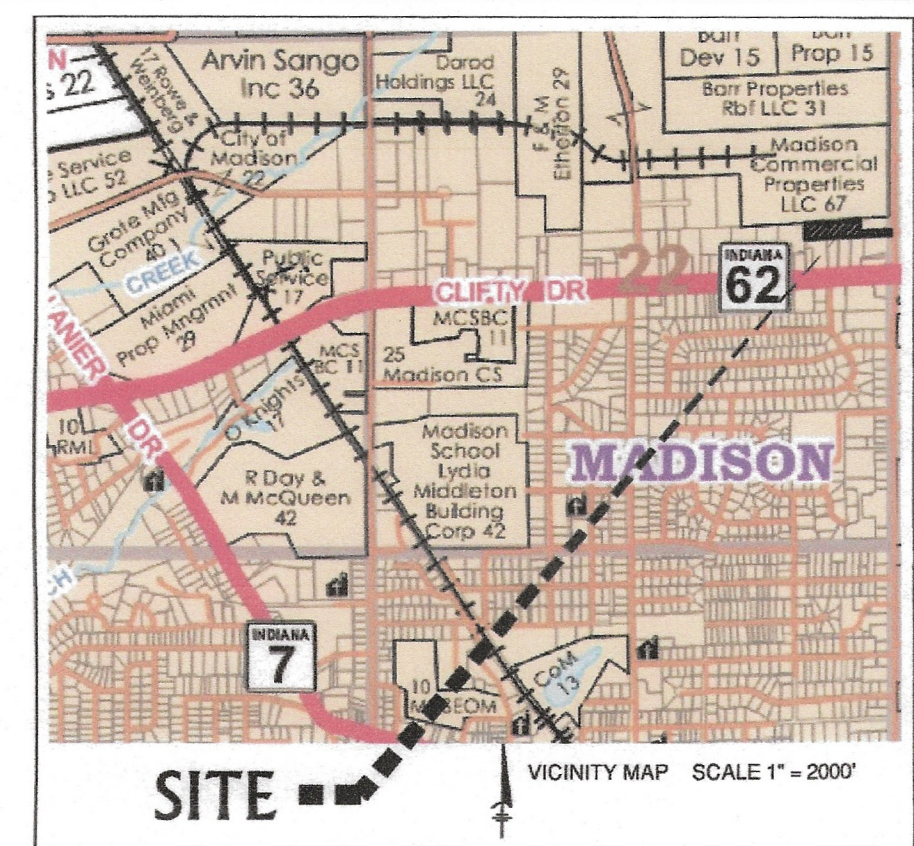 N
s 22
17 Rowe &
Weinberg
Arvin Sango
Inc 36
Darod
Holdings LLC
24
F & M
Etherton 29
Dev 15
Prop 15
Barr Properties
Rbf LLC 31
Service
LLC 52
City of
Madison
22
Madison
Commercial
Properties
LLC 67
Grote Mfg
Company
40
CREEK
Miami
Prop Mngmnt
29
Public
Service
17
CLIFTY DR
22
INDIANA
62
ANIER
DR
MCSBC
11
MCS
BC 11
25
Madison CS
O Knights
17
10
RMI
R Day &
M McQueen
42
Madison
School
Lydia
Middleton
Building
Corp 42
MADISON
CH
INDIANA
7
10
CoM
13
SITE
VICINITY MAP SCALE 1" = 2000'